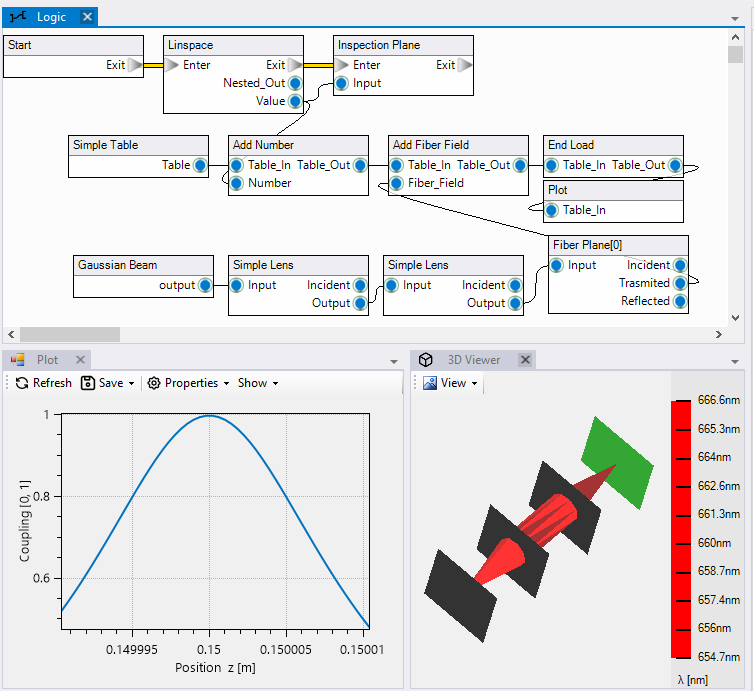 Logic
Start
Exit
Linspace
Enter Exit
Nested_Out
Value
Inspection Plane
Enter Exit
Input
Simple Table
Table
Add Number
Table_In Table_Out
Number
Add Fiber Field
Table_In Table_Out
Fiber_Field
End Load
Table_In Table_Out
Plot
Table_In
Gaussian Beam
output
Simple Lens
Input Incident
Output
Simple Lens
Input Incident
Output
Fiber Plane[0]
Input Incident
Trasmited
Reflected
Plot
Refresh Save Properties Show
1
0.8
0.6
Coupling [0, 1]
0.149995 0.15 0.150005 0.15001
Position z [m]
3D Viewer
View
666.6nm
665.3nm
664nm
662.6nm
661.3nm
660nm
658.7nm
657.4nm
656nm
654.7nm
λ [nm]